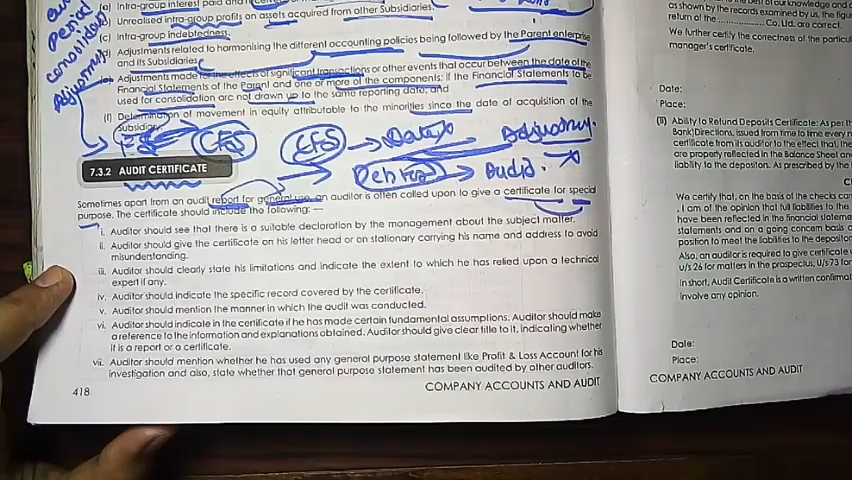 (a) Intra-group interest paid and
(b) Unrealised intra-group profits on assets acquired from other Subsidiaries.
(c) Intra-group indebtedness.
(d) Adjustments related to harmonising the different accounting policies being followed by the Parent enterprise
and its Subsidiaries
(e) Adjustments made for the effects of significant transactions or other events that occur between the date of the
Financial Statements of the Parent and one or more of the components; if the Financial Statements to be
used for consolidation are not drawn up to the same reporting date; and
(f) Determination of movement in equity attributable to the minorities since the date of acquisition of the
Subsidiary.
period
adjustmy
CFS
CFS
Adjustmy.
Audit.
7.3.2 AUDIT CERTIFICATE
Sometimes apart from an audit report for general use, an auditor is often called upon to give a certificate for special
purpose. The certificate should include the following: —
i. Auditor should see that there is a suitable declaration by the management about the subject matter.
ii. Auditor should give the certificate on his letter head or on stationary carrying his name and address to avoid
misunderstanding.
iii. Auditor should clearly state his limitations and indicate the extent to which he has relied upon a technical
expert if any.
iv. Auditor should indicate the specific record covered by the certificate.
v. Auditor should mention the manner in which the audit was conducted.
vi. Auditor should indicate in the certificate if he has made certain fundamental assumptions. Auditor should make
a reference to the information and explanations obtained. Auditor should give clear title to it, indicating whether
it is a report or a certificate.
vii. Auditor should mention whether he has used any general purpose statement like Profit & Loss Account for his
investigation and also, state whether that general purpose statement has been audited by other auditors.
418
COMPANY ACCOUNTS AND AUDIT
of our knowledge and
as shown by the records examined by us, the figu
return of the ..................... Co. Ltd. are correct.
We further certify the correctness of the particul
manager's certificate.
Date:
Place:
(ii) Ability to Refund Deposits Certificate: As per th
Bank) Directions, issued from time to time every n
certificate from its auditor to the effect that, the
are properly reflected in the Balance Sheet and
liability to the depositors. As prescribed by the
We certify that, on the basis of the checks car
, I am of the opinion that full liabilities to the
have been reflected in the financial stateme
statements and on a going concern basis a
position to meet the liabilities to the depositor
Also, an auditor is required to give certificate u
u/s 26 for matters in the prospectus, U/s 73 for
In short, Audit Certificate is a written confirmat
involve any opinion.
Date:
Place:
COMPANY ACCOUNTS AND AUDIT